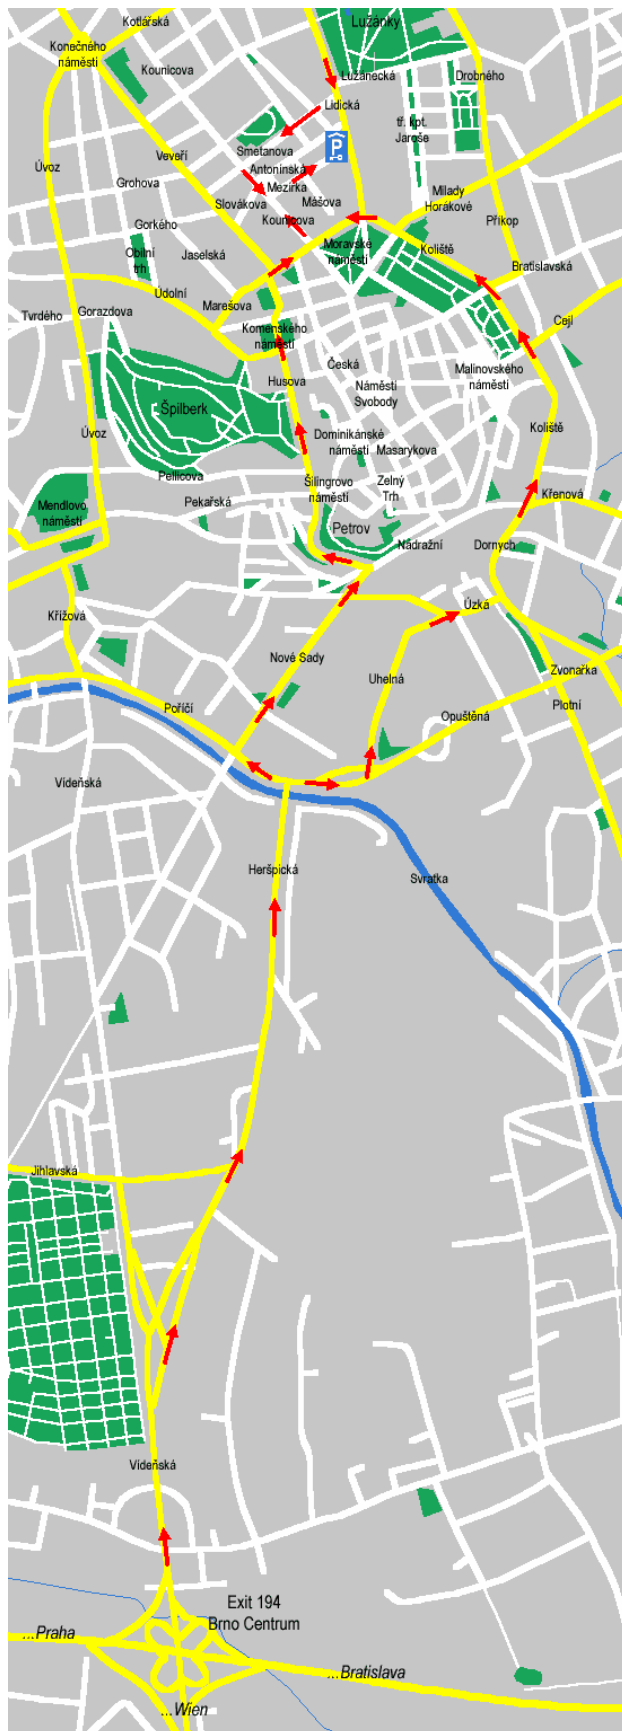 Kotlářská
Lužánky
Konečného
náměstí
Kounicova
Lužanecká
Drobného
Lidická
tř. kpt.
Jaroše
Smetanova
Veveří
Antonínská
Úvoz
Grohova
Mezírka
Slovákova
Mášova
Milady
Horákové
Kounicova
Příkop
Gorkého
Moravské
náměstí
Koliště
Obilní
trh
Jaselská
Bratislavská
Údolní
Marešova
Tvrdého
Gorazdova
Cejl
Komenského
náměstí
Česká
Malinovského
náměstí
Husova
Náměstí
Svobody
Špilberk
Koliště
Úvoz
Dominikánské
náměstí
Masarykova
Pellicova
Šilingrovo
náměstí
Zelný
Trh
Pekařská
Křenová
Mendlovo
náměstí
Petrov
Nádražní
Dornych
Křížová
Úzká
Nové Sady
Zvonařka
Uhelná
Plotní
Poříčí
Opuštěná
Vídeňská
Heršpická
Svratka
Jihlavská
Vídeňská
Exit 194
Brno Centrum
...Praha
...Bratislava
...Wien